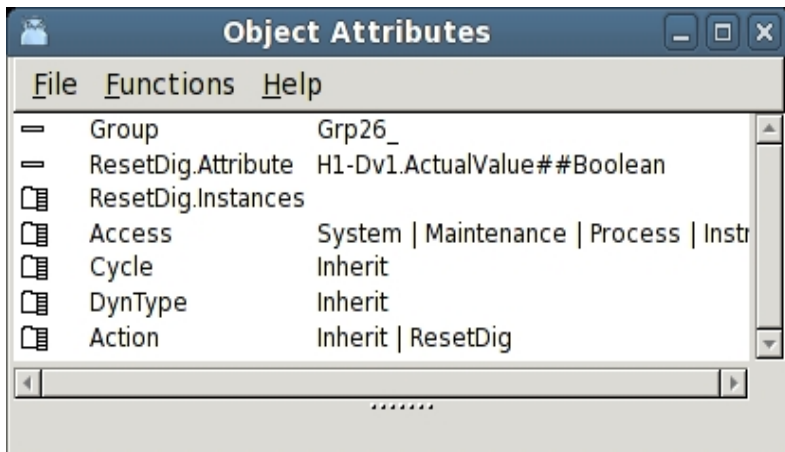 Object Attributes
File Functions Help
Group Grp26_
ResetDig.Attribute H1-Dv1.ActualValue##Boolean
ResetDig.Instances
Access System | Maintenance | Process | Instr
Cycle Inherit
DynType Inherit
Action Inherit | ResetDig